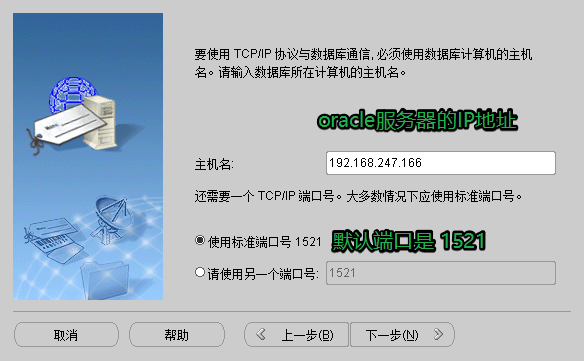 要使用 TCP/IP 协议与数据库通信, 必须使用数据库计算机的主机
名。请输入数据库所在计算机的主机名。
oracle服务器的IP地址
主机名:
192.168.247.166
还需要一个 TCP/IP 端口号。大多数情况下应使用标准端口号。
使用标准端口号 1521
默认端口是 1521
请使用另一个端口号:
1521
取消
帮助
上一步(B)
下一步(N)